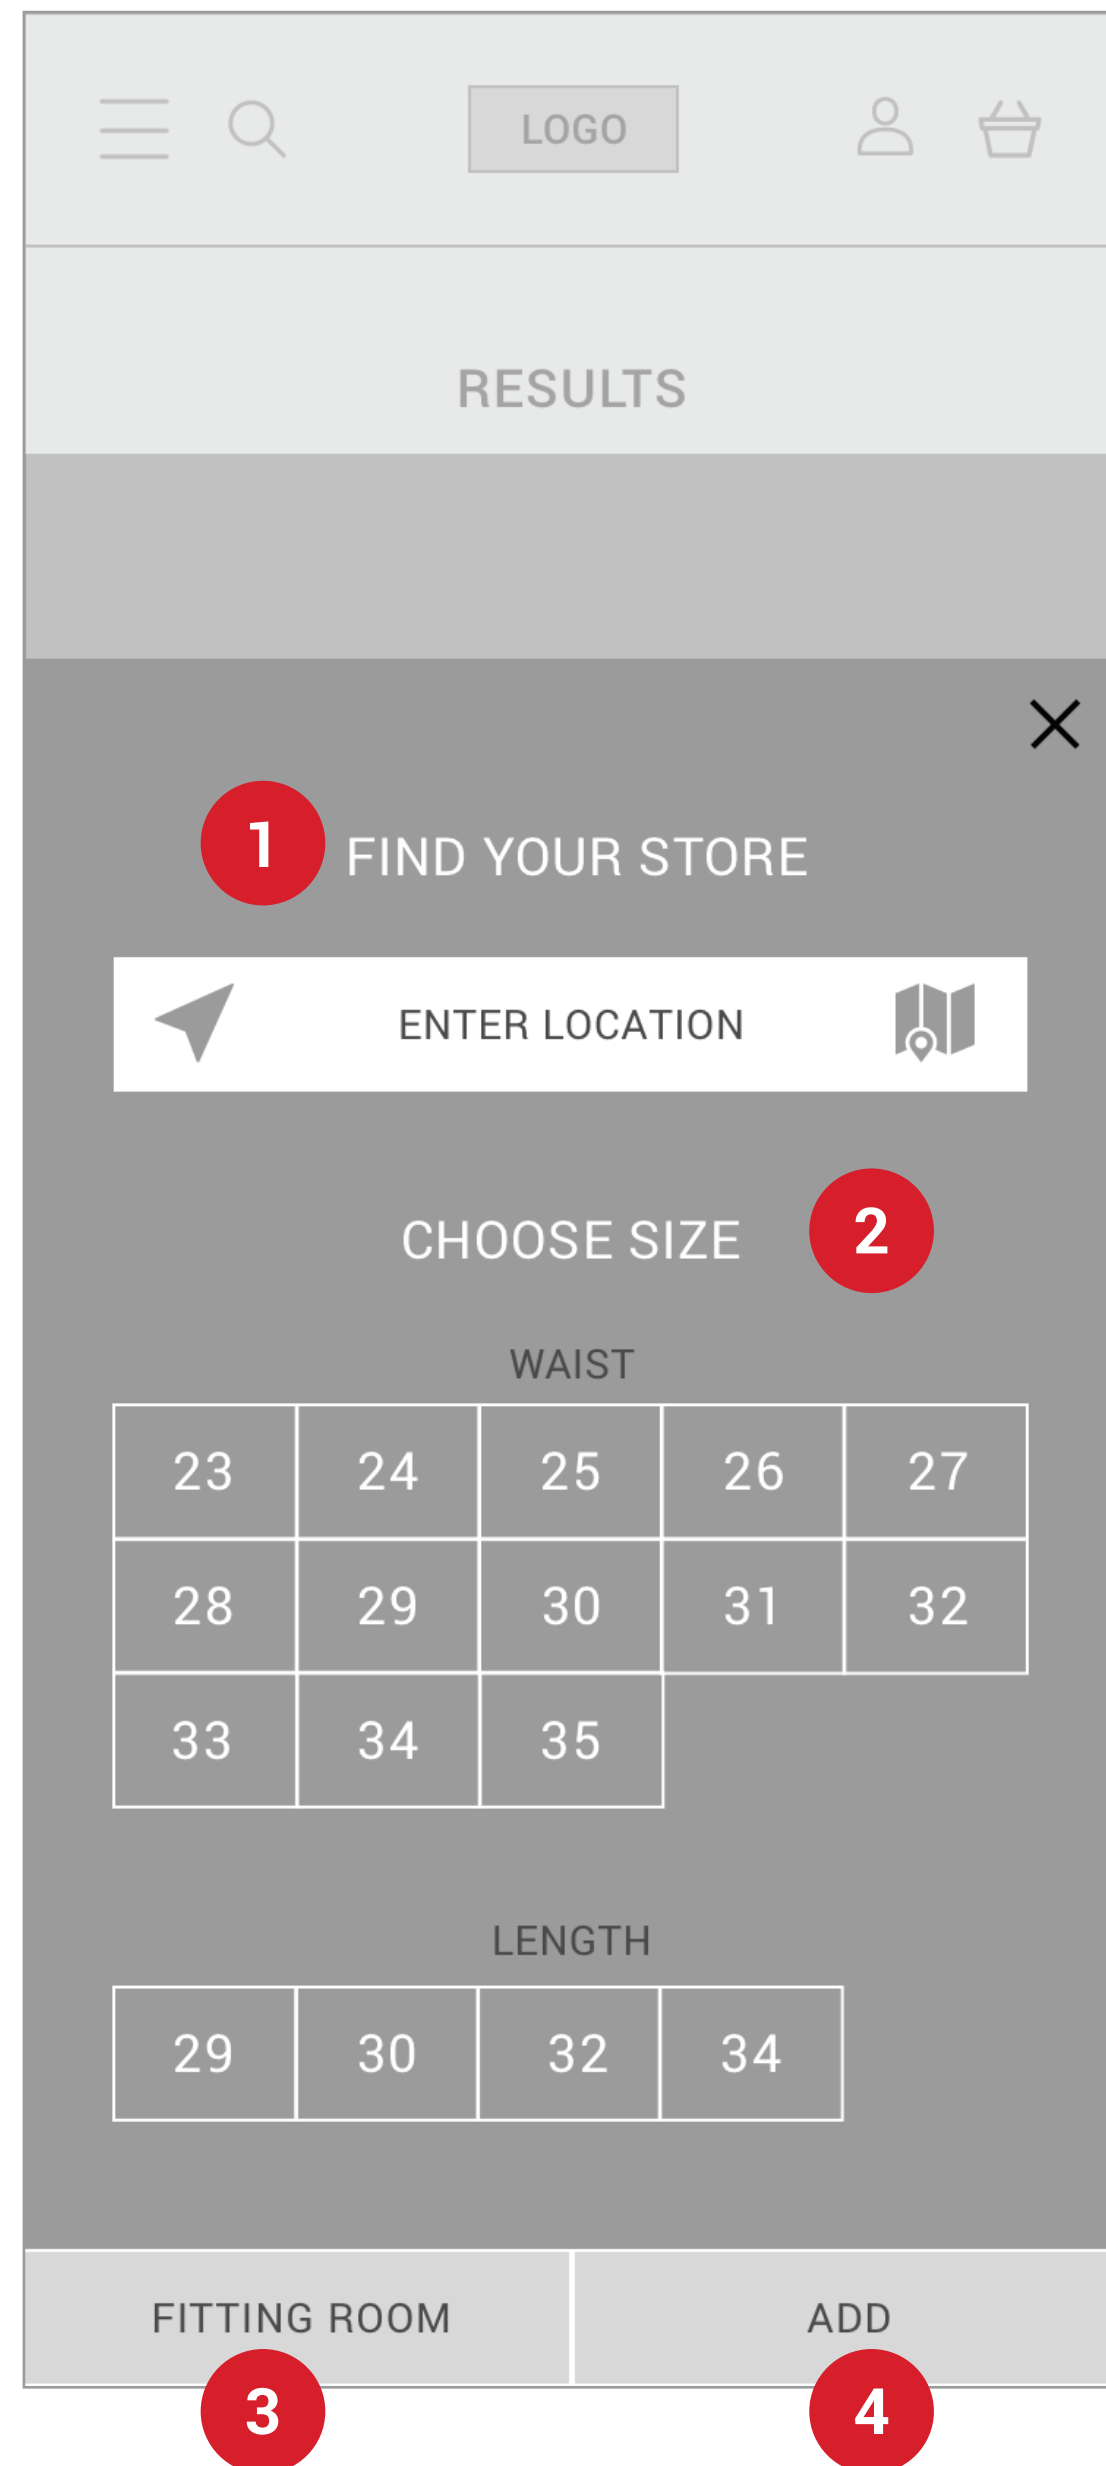 LOGO
RESULTS
1 FIND YOUR STORE
ENTER LOCATION
CHOOSE SIZE 2
WAIST
23 24 25 26 27
28 29 30 31 32
33 34 35
LENGTH
29 30 32 34
FITTING ROOM ADD
3 4